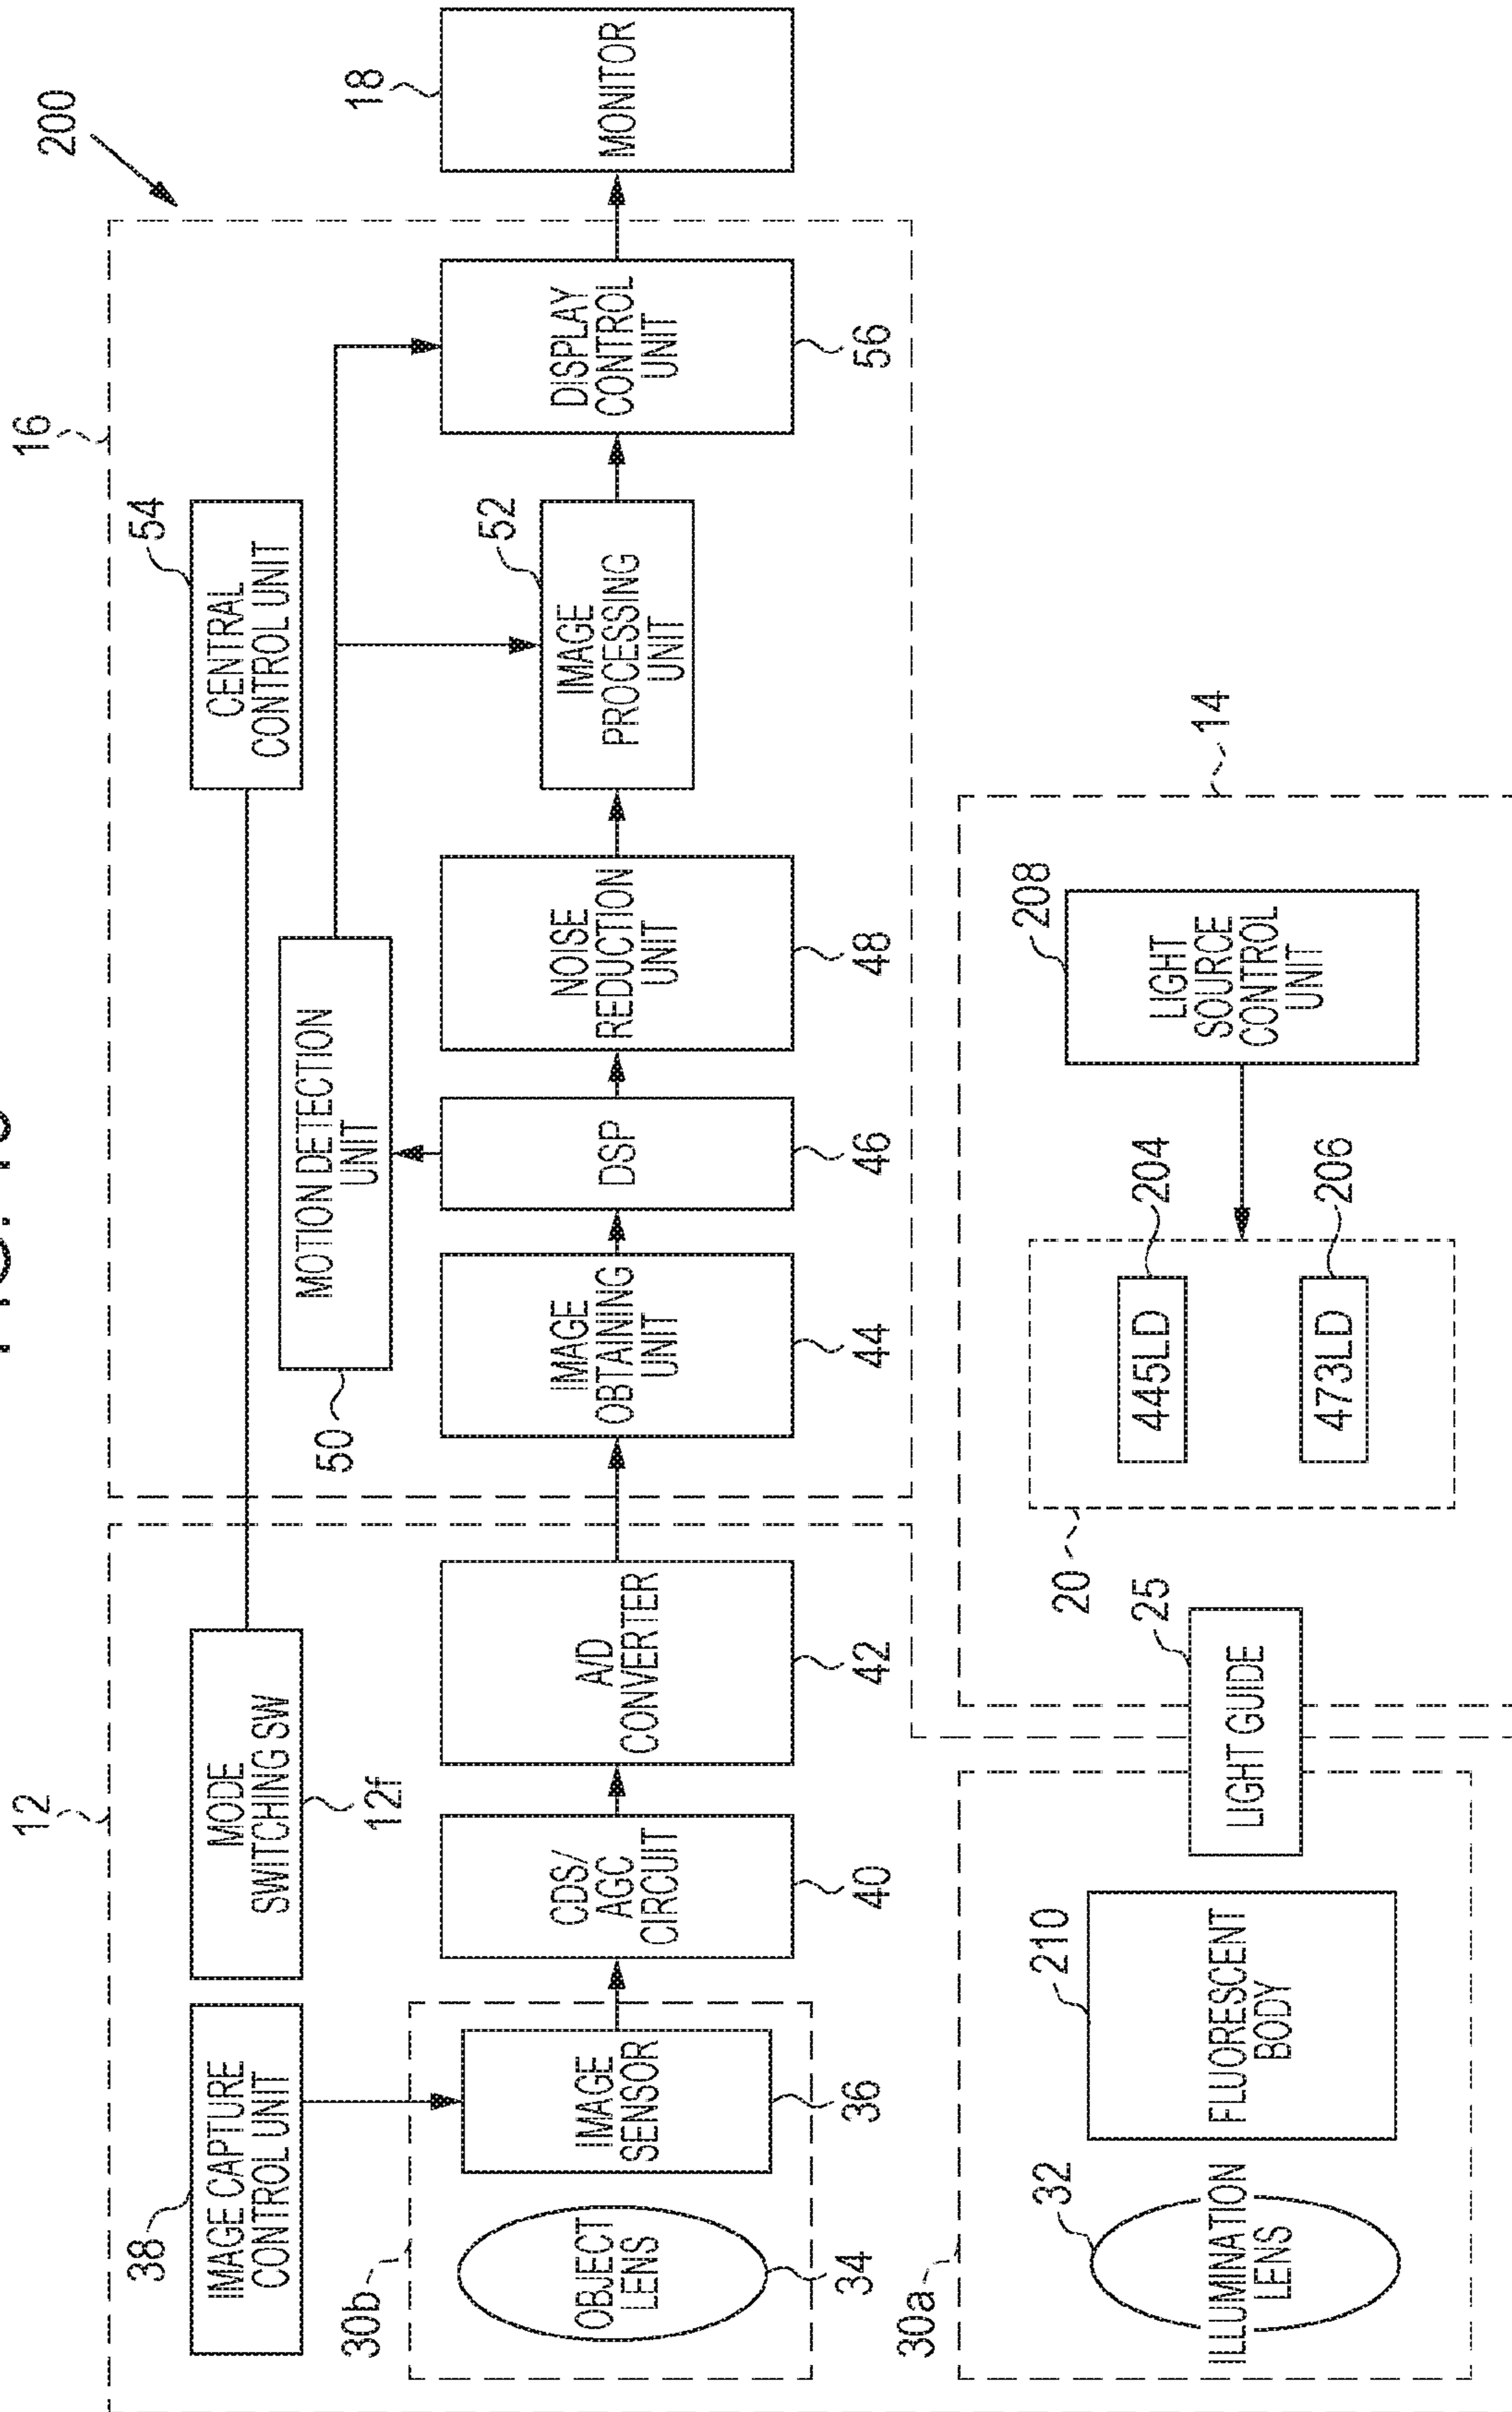 200
12
16
38
IMAGE CAPTURE
CONTROL UNIT
MODE
SWITCHING SW
12f
CENTRAL
CONTROL UNIT
54
MOTION DETECTION
UNIT
50
30b
OBJECT
LENS
34
IMAGE
SENSOR
36
CDS/
AGC
CIRCUIT
40
A/D
CONVERTER
42
IMAGE
OBTAINING
UNIT
44
DSP
46
NOISE
REDUCTION
UNIT
48
IMAGE
PROCESSING
UNIT
52
DISPLAY
CONTROL
UNIT
56
MONITOR
18
30a
ILLUMINATION
LENS
32
FLUORESCENT
BODY
210
LIGHT GUIDE
25
20
445LD
204
473LD
206
LIGHT
SOURCE
CONTROL
UNIT
208
14